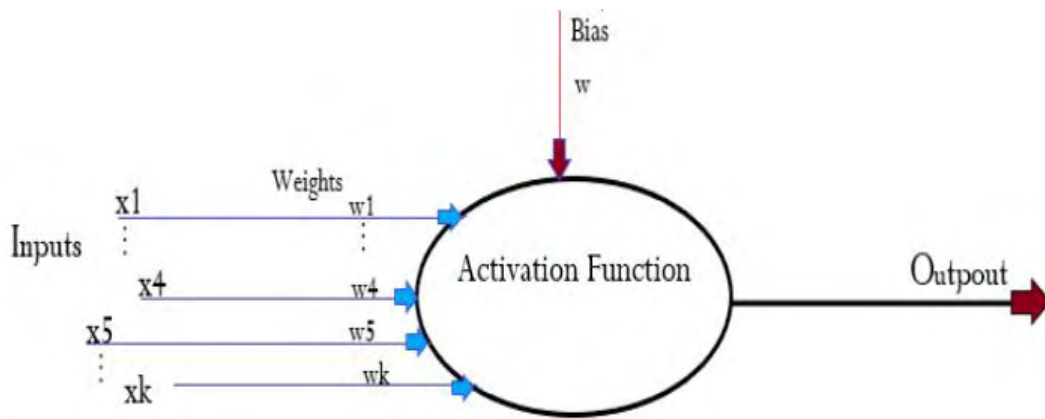 Bias
w
Weights
x1 w1
Inputs
Activation Function
Outpout
x4 w4
x5 w5
xk wk